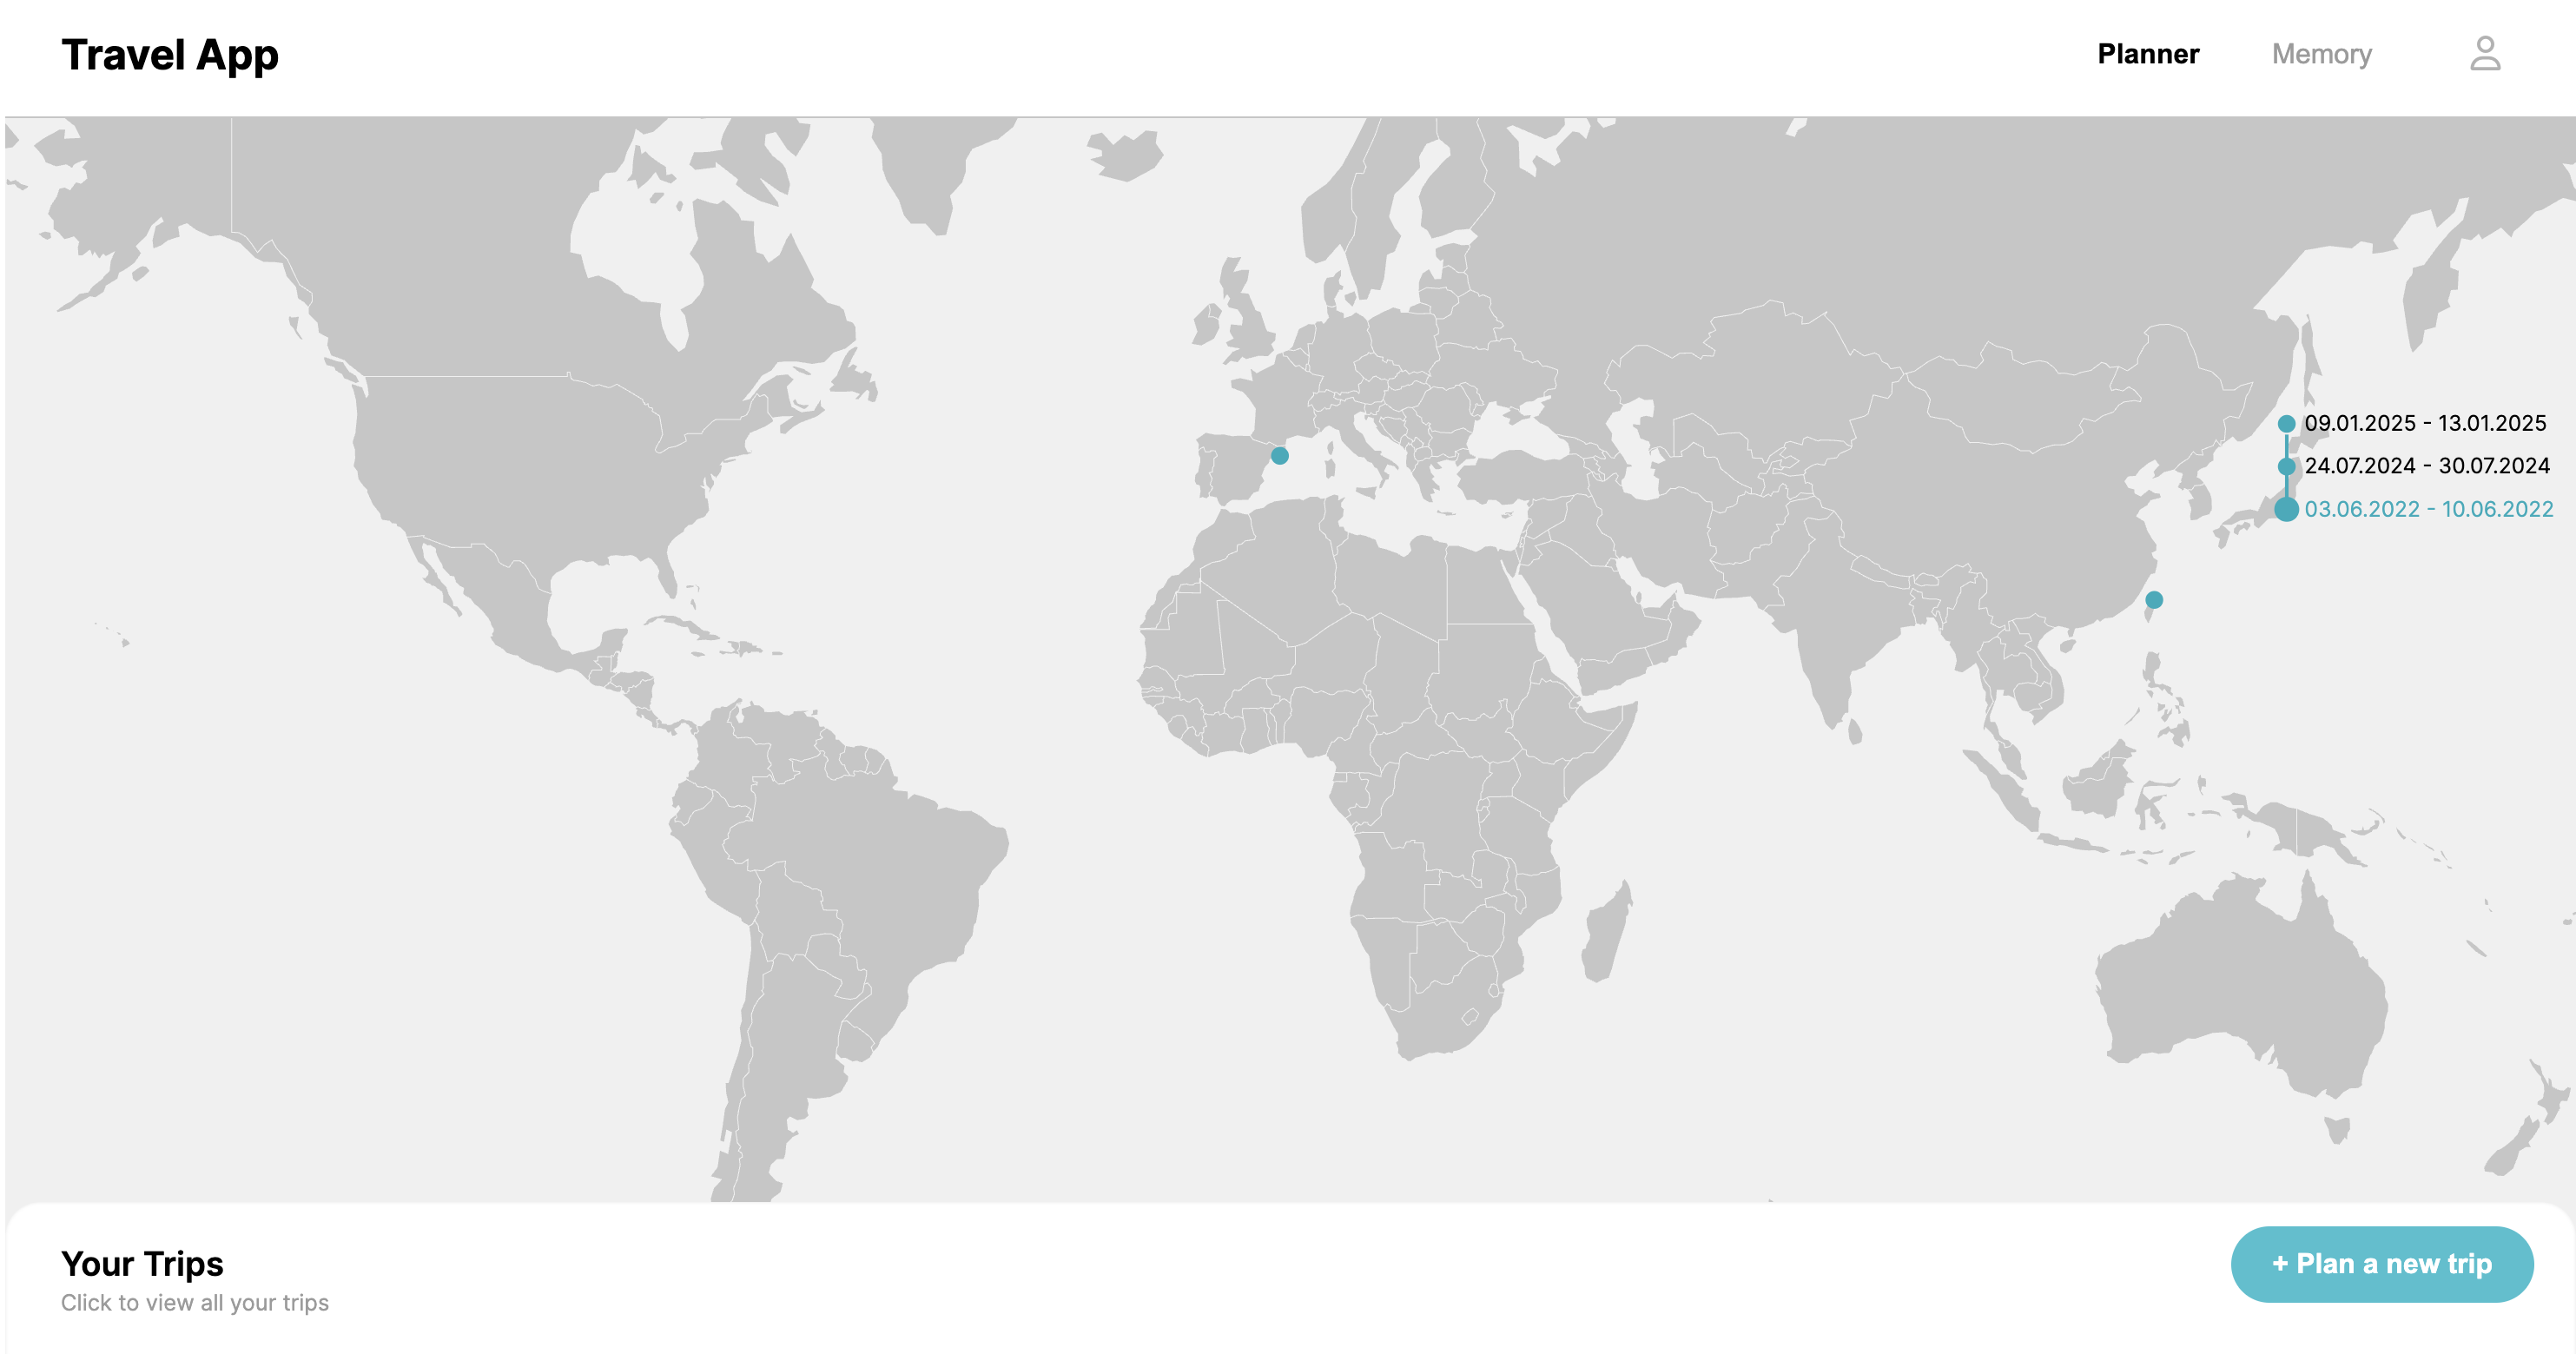 Travel App
Planner
Memory
09.01.2025 - 13.01.2025
24.07.2024 - 30.07.2024
03.06.2022 - 10.06.2022
Your Trips
Click to view all your trips
+ Plan a new trip